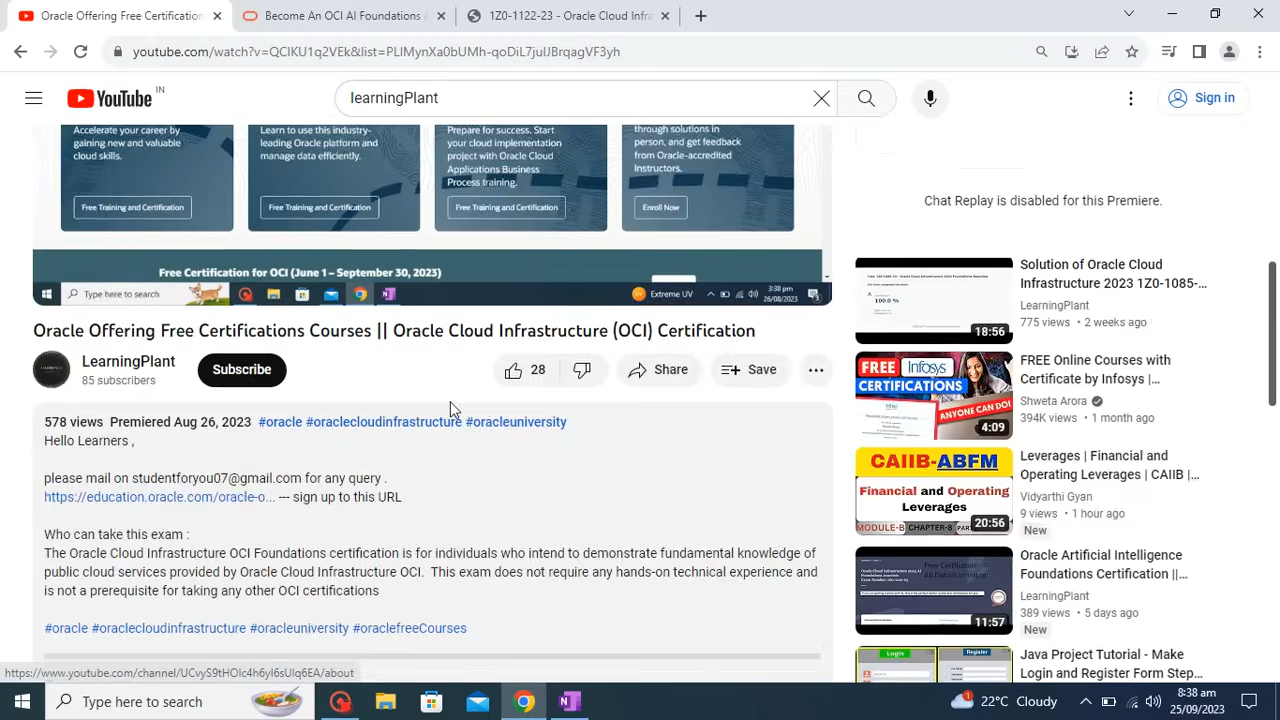 Oracle Offering Free Certification
Become An OCI AI Foundations A
1Z0-1122-23 - Oracle Cloud Infra
youtube.com/watch?v=QCIKU1q2VEk&list=PLIMynXa0bUMh-qoDiL7juIJBrqagVF3yh
YouTube IN
learningPlant
Sign in
Accelerate your career by
gaining new and valuable
cloud skills.
Free Training and Certification
Learn to use this industry-
leading Oracle platform and
manage data efficiently.
Free Training and Certification
Prepare for success. Start
your cloud implementation
project with Oracle Cloud
Applications Business
Process training.
Free Training and Certification
through solutions in
person, and get feedback
from Oracle-accredited
instructors.
Enroll Now
Free Certification for OCI (June 1 – September 30, 2023)
Type here to search
Extreme UV
3:38 pm
26/08/2023
Oracle Offering Free Certifications Courses || Oracle Cloud Infrastructure (OCI) Certification
LearningPlant
85 subscribers
Subscribe
28
Share
Save
578 views Premiered Aug 26, 2023 #oracle #oraclecloudinfrastructure #oracleuniversity
Hello Learners ,
please mail on for any query .
https://education.oracle.com/oracle-o... -- sign up to this URL
Who can take this exam :
The Oracle Cloud Infrastructure OCI Foundations certification is for individuals who intend to demonstrate fundamental knowledge of
public cloud services provided by Oracle Cloud Infrastructure OCI. This exam does not require hands-on technical experience and
is not a prerequisite for any other OCI certification.
#oracle #oraclecloudinfrastructure #oracleuniversity #oraclefreeCourses
Chat Replay is disabled for this Premiere.
100.0 %
18:56
Solution of Oracle Cloud
Infrastructure 2023 1Z0-1085-...
LearningPlant
775 views • 2 weeks ago
FREE Infosys
CERTIFICATIONS
ANYONE CAN DO!
4:09
FREE Online Courses with
Certificate by Infosys |...
Shweta Arora
394K views • 1 month ago
CAIIB-ABFM
Financial and Operating
Leverages
MODULE-B CHAPTER-8
20:56
Leverages | Financial and
Operating Leverages | CAIIB |...
Vidyarthi Gyan
9 views • 1 hour ago
New
11:57
Oracle Artificial Intelligence
Foundations Certification ||...
LearningPlant
389 views • 5 days ago
New
Login
Register
Java Project Tutorial - Make
Login and Register Form Step...
Type here to search
22°C Cloudy
8:38 am
25/09/2023